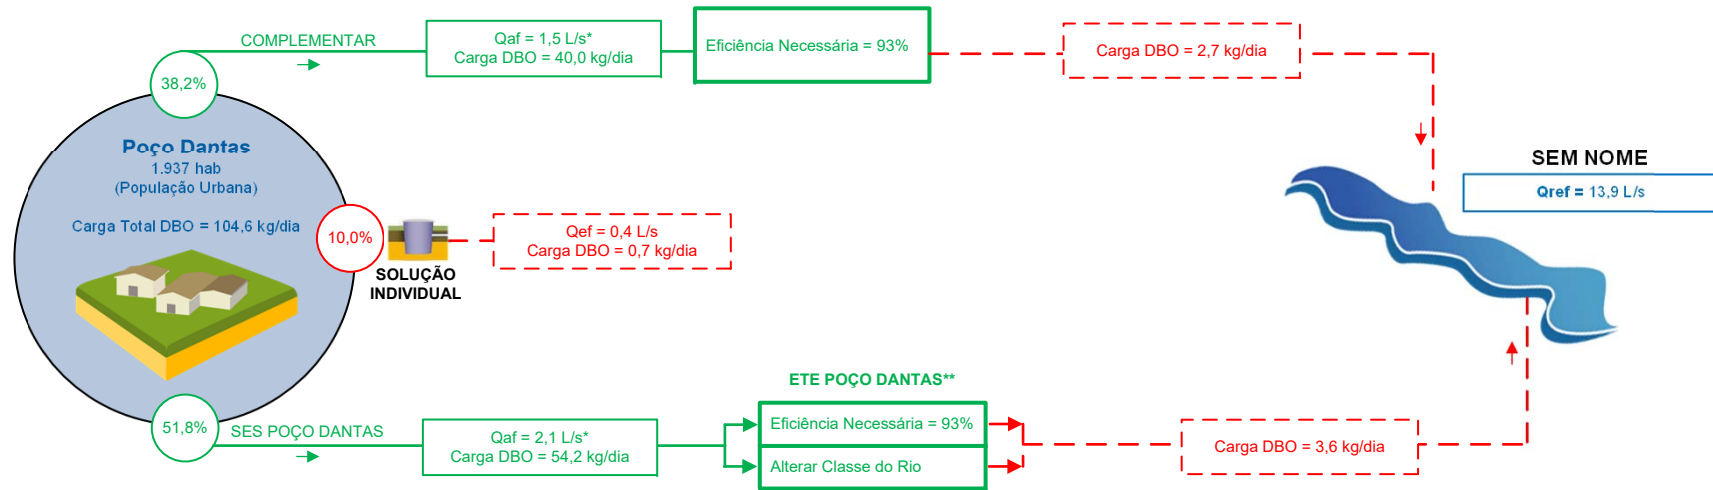 COMPLEMENTAR
Qaf = 1,5 L/s*
Carga DBO = 40,0 kg/dia
Eficiência Necessária = 93%
Carga DBO = 2,7 kg/dia
38,2%
Poço Dantas
1.937 hab
(População Urbana)
Carga Total DBO = 104,6 kg/dia
10,0%
SOLUÇÃO
INDIVIDUAL
Qef = 0,4 L/s
Carga DBO = 0,7 kg/dia
SEM NOME
Qref = 13,9 L/s
51,8%
SES POÇO DANTAS
Qaf = 2,1 L/s*
Carga DBO = 54,2 kg/dia
ETE POÇO DANTAS**
Eficiência Necessária = 93%
Alterar Classe do Rio
Carga DBO = 3,6 kg/dia